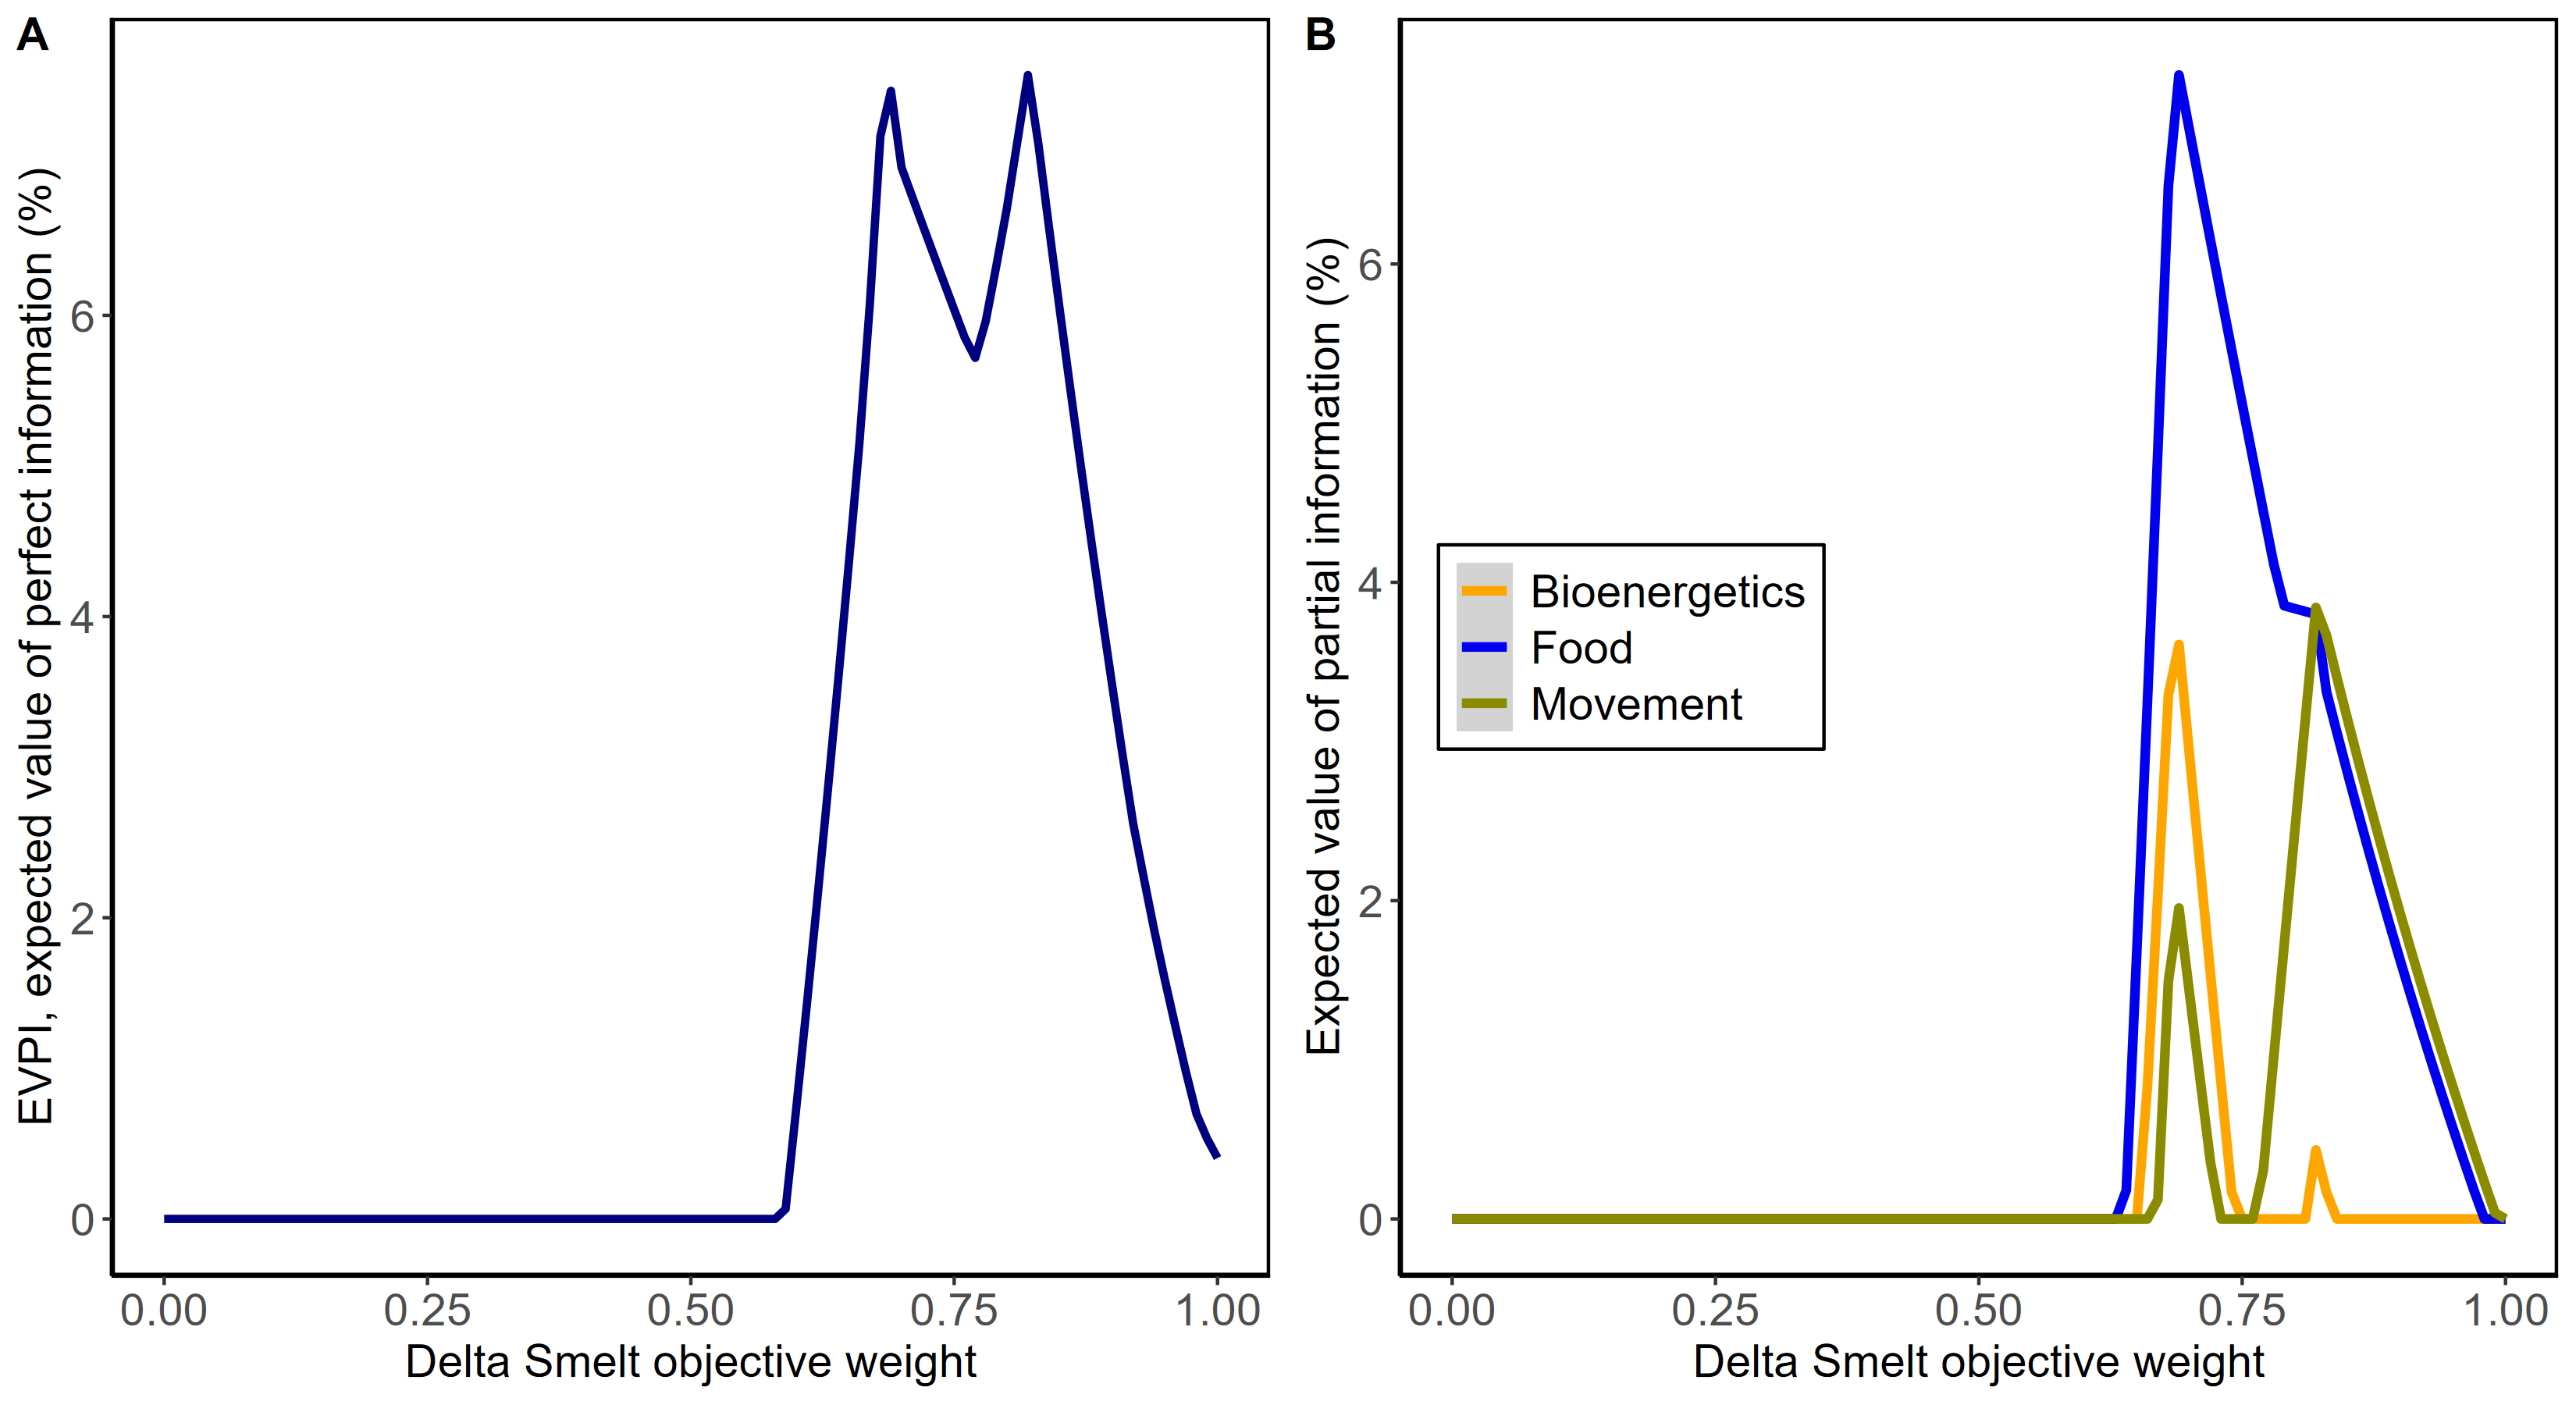 A
EVPI, expected value of perfect information (%)
6
4
2
0
0.00 0.25 0.50 0.75 1.00
Delta Smelt objective weight
B
Expected value of partial information (%)
6
4
2
0
Bioenergetics
Food
Movement
0.00 0.25 0.50 0.75 1.00
Delta Smelt objective weight